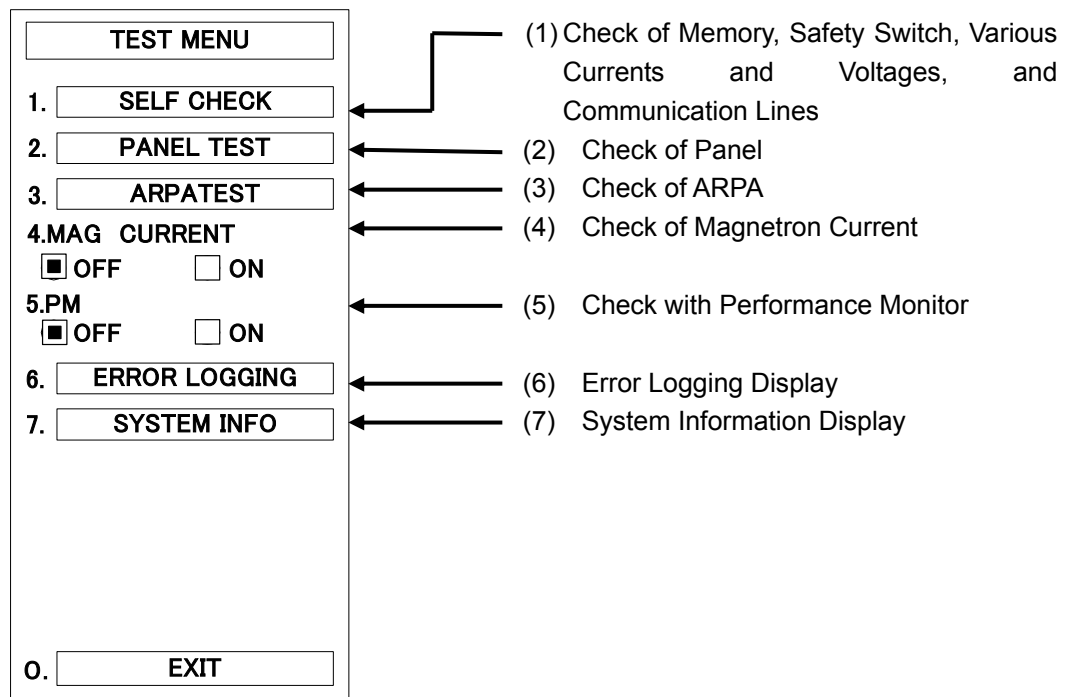 TEST MENU
1. SELF CHECK
2. PANEL TEST
3. ARPATEST
4.MAG CURRENT
OFF ON
5.PM
OFF ON
6. ERROR LOGGING
7. SYSTEM INFO
0. EXIT
(1) Check of Memory, Safety Switch, Various
Currents and Voltages, and
Communication Lines
(2) Check of Panel
(3) Check of ARPA
(4) Check of Magnetron Current
(5) Check with Performance Monitor
(6) Error Logging Display
(7) System Information Display